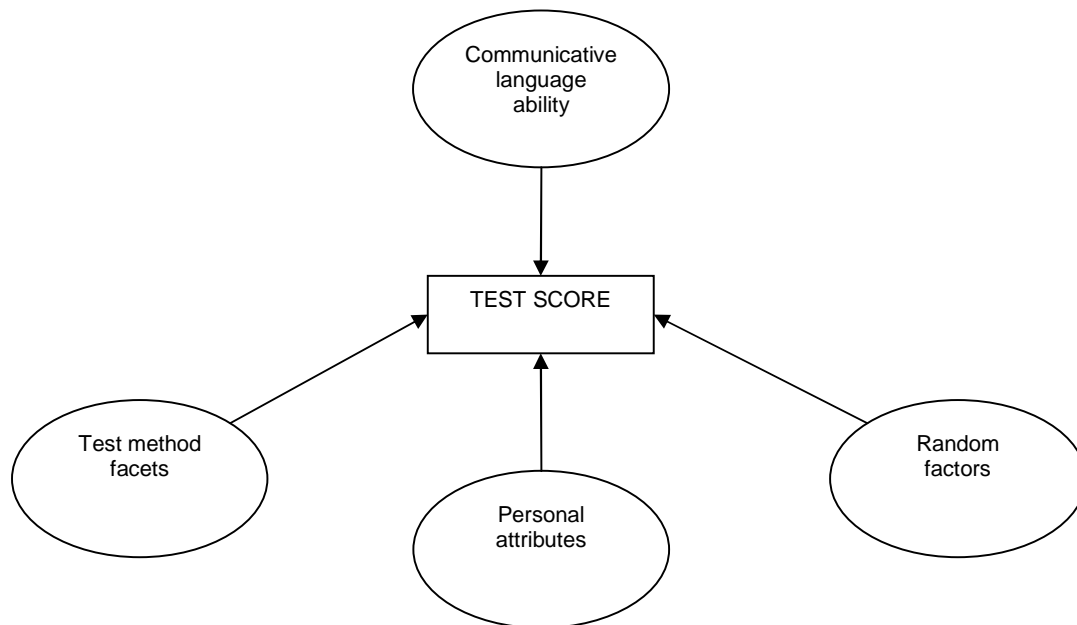 Communicative
language
ability
TEST SCORE
Test method
facets
Personal
attributes
Random
factors